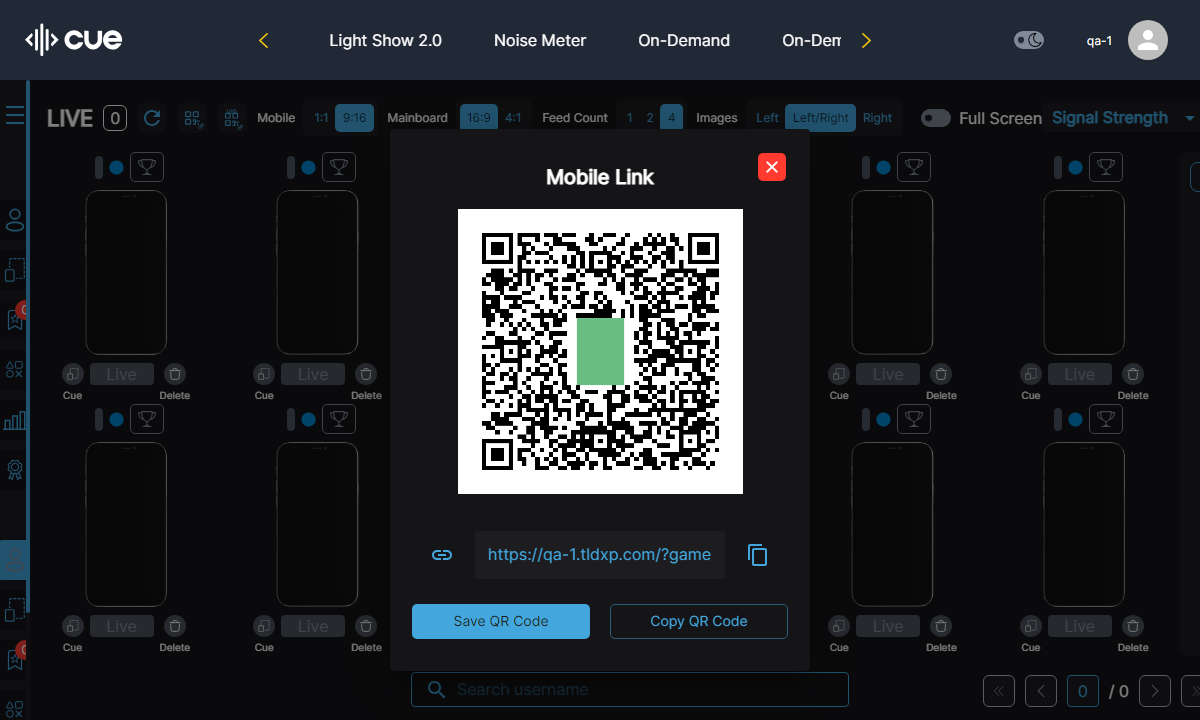 cue
Light Show 2.0
Noise Meter
On-Demand
On-Dem
qa-1
LIVE 0
Mobile 1:1 9:16
Mainboard 16:9 4:1
Feed Count 1 2 4
Images Left Left/Right Right
Full Screen
Signal Strength
Mobile Link
https://qa-1.tldxp.com/?game
Save QR Code
Copy QR Code
Live Live Live Live
Cue Delete Cue Delete Cue Delete Cue Delete
Live Live Live Live
Cue Delete Cue Delete Cue Delete Cue Delete
Search username
0 / 0